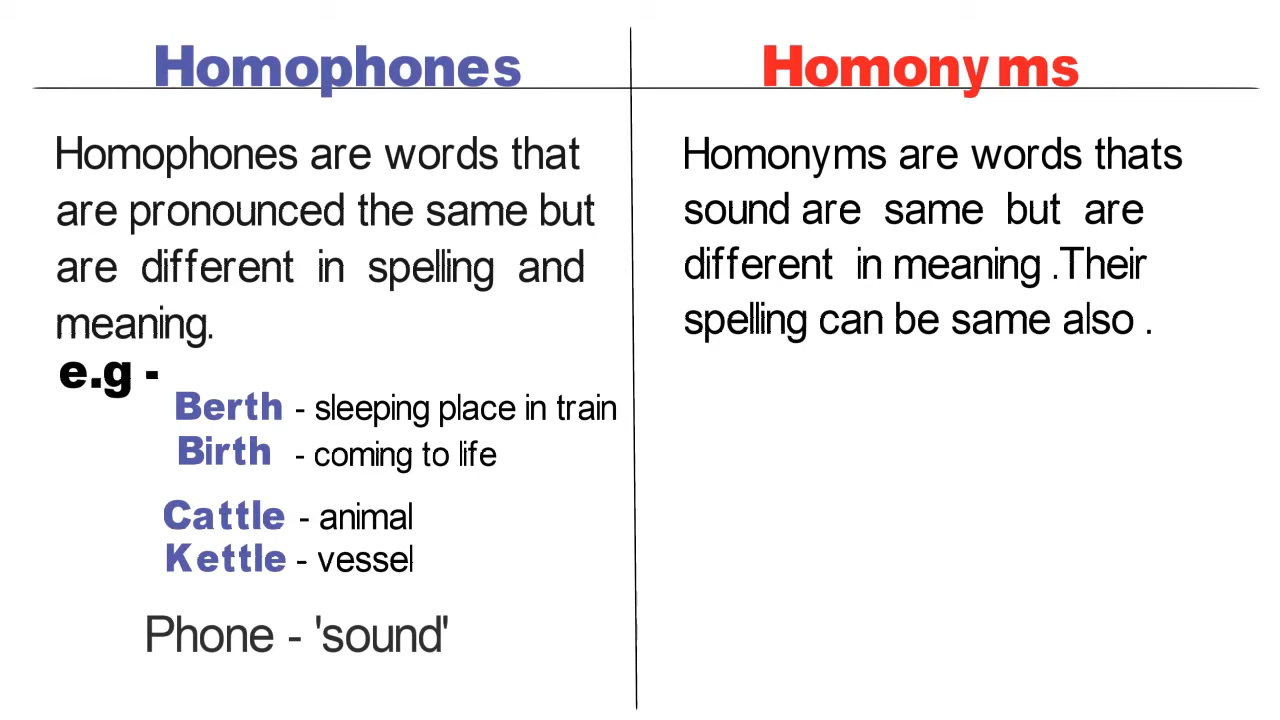 Homophones
Homophones are words that
are pronounced the same but
are different in spelling and
meaning.
e.g -
Berth - sleeping place in train
Birth - coming to life
Cattle - animal
Kettle - vessel
Phone - 'sound'
Homonyms
Homonyms are words thats
sound are same but are
different in meaning .Their
spelling can be same also .